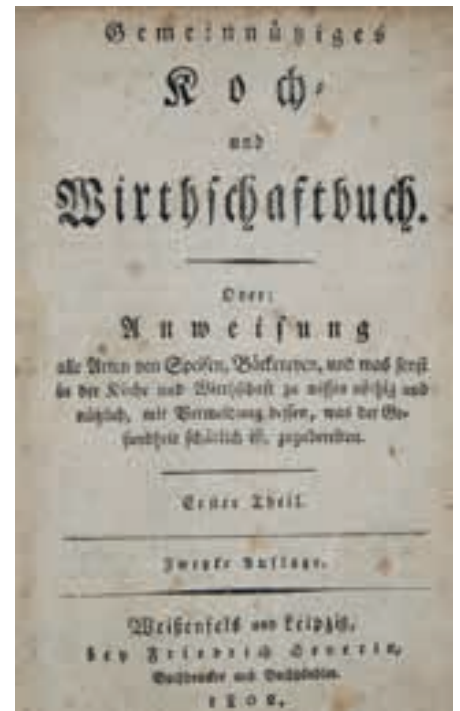 Gemeinnütziges
Koch-
und
Wirthschaftbuch.
Oder:
Anweisung
alle Arten von Speisen, Bäckereyen, und was sonst
in der Küche und Wirthschaft zu wissen nöthig und
nützlich, mit Vermeidung dessen, was der Ge-
sundheit schädlich ist, zuzubereiten.
Erster Theil.
Zweyte Auflage.
Weißenfels und Leipzig,
bey Friedrich Severin,
Buchdrucker und Buchhändler.